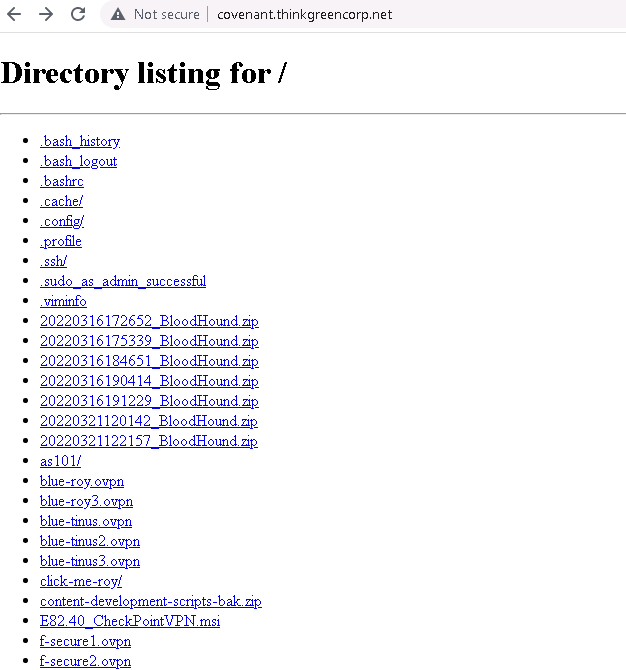 Not secure | covenant.thinkgreencorp.net
Directory listing for /
.bash_history
.bash_logout
.bashrc
.cache/
.config/
.profile
.ssh/
.sudo_as_admin_successful
.viminfo
20220316172652_BloodHound.zip
20220316175339_BloodHound.zip
20220316184651_BloodHound.zip
20220316190414_BloodHound.zip
20220316191229_BloodHound.zip
20220321120142_BloodHound.zip
20220321122157_BloodHound.zip
as101/
blue-roy.ovpn
blue-roy3.ovpn
blue-tinus.ovpn
blue-tinus2.ovpn
blue-tinus3.ovpn
click-me-roy/
content-development-scripts-bak.zip
E82.40_CheckPointVPN.msi
f-secure1.ovpn
f-secure2.ovpn